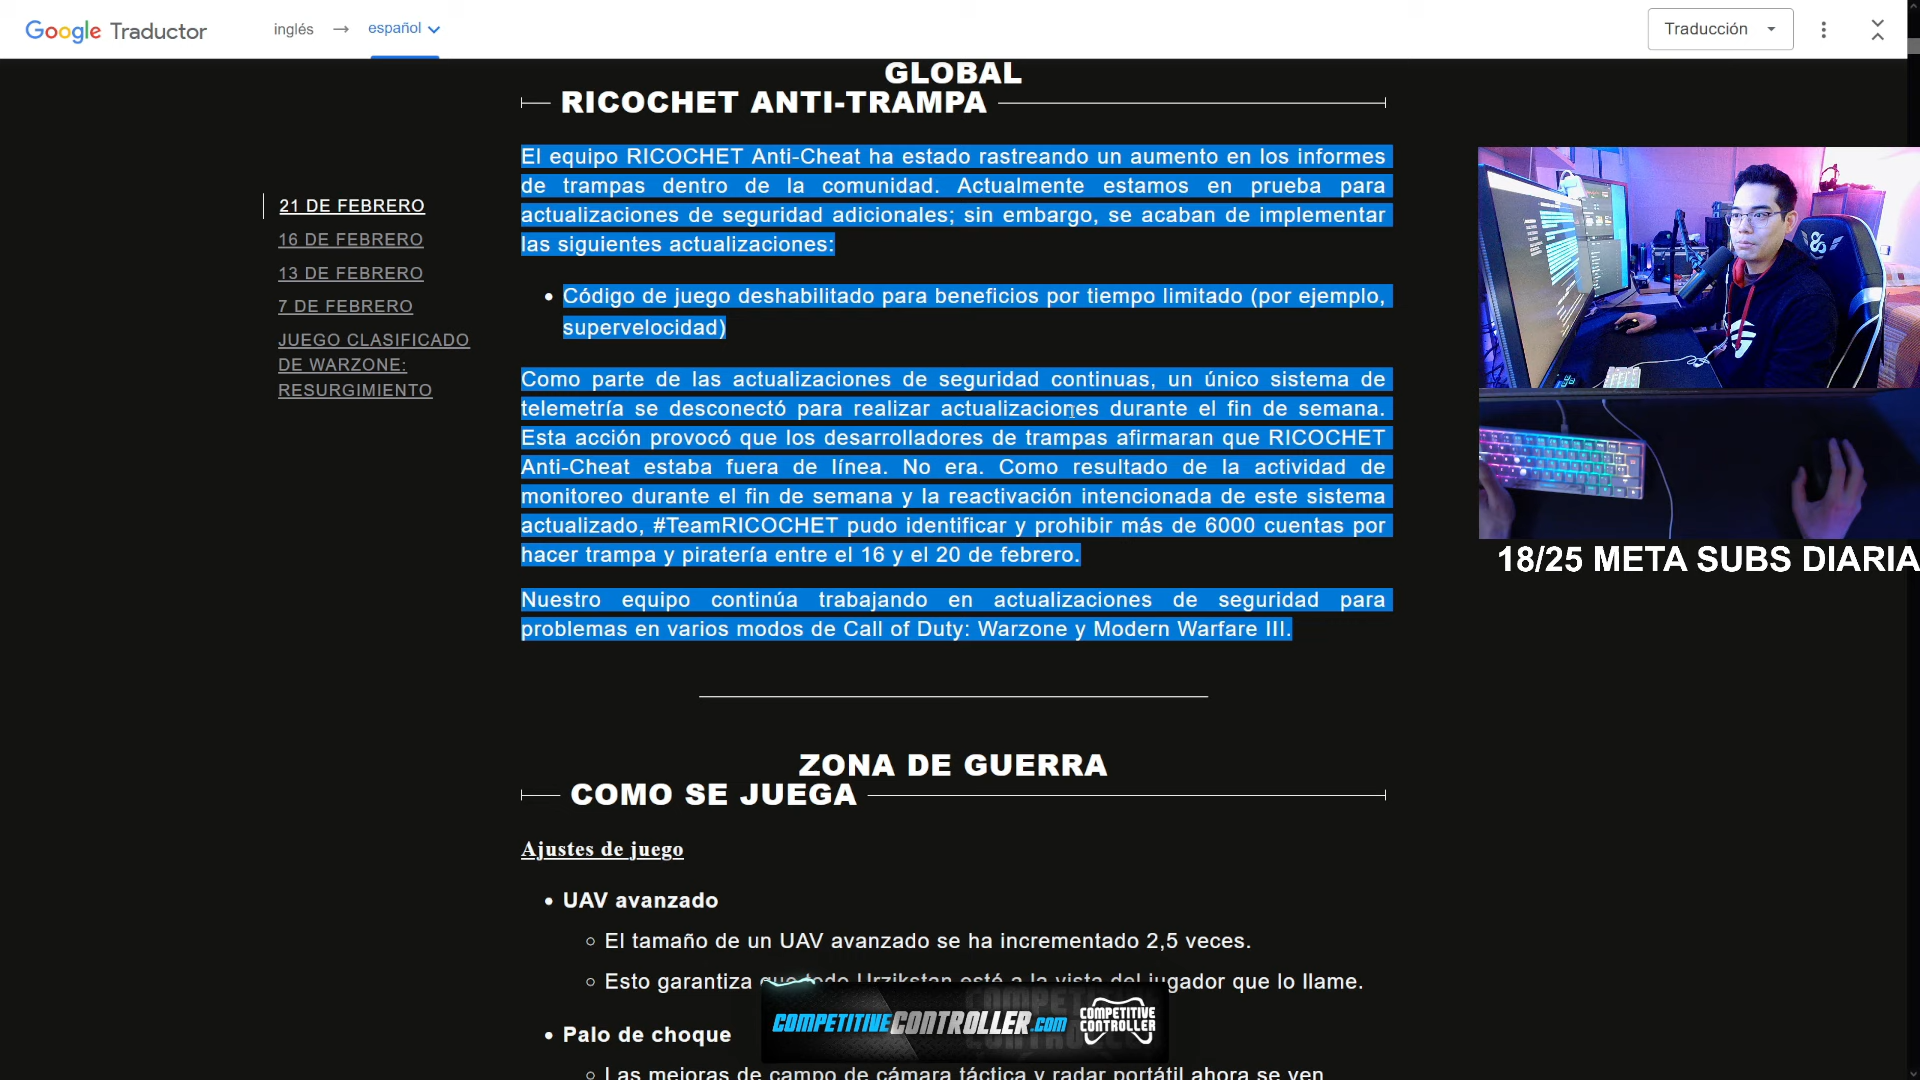 Google Traductor
inglés → español
Traducción
GLOBAL
RICOCHET ANTI-TRAMPA
21 DE FEBRERO
16 DE FEBRERO
13 DE FEBRERO
7 DE FEBRERO
JUEGO CLASIFICADO
DE WARZONE:
RESURGIMIENTO
El equipo RICOCHET Anti-Cheat ha estado rastreando un aumento en los informes
de trampas dentro de la comunidad. Actualmente estamos en prueba para
actualizaciones de seguridad adicionales; sin embargo, se acaban de implementar
las siguientes actualizaciones:
• Código de juego deshabilitado para beneficios por tiempo limitado (por ejemplo,
supervelocidad)
Como parte de las actualizaciones de seguridad continuas, un único sistema de
telemetría se desconectó para realizar actualizaciones durante el fin de semana.
Esta acción provocó que los desarrolladores de trampas afirmaran que RICOCHET
Anti-Cheat estaba fuera de línea. No era. Como resultado de la actividad de
monitoreo durante el fin de semana y la reactivación intencionada de este sistema
actualizado, #TeamRICOCHET pudo identificar y prohibir más de 6000 cuentas por
hacer trampa y piratería entre el 16 y el 20 de febrero.
Nuestro equipo continúa trabajando en actualizaciones de seguridad para
problemas en varios modos de Call of Duty: Warzone y Modern Warfare III.
18/25 META SUBS DIARIA
ZONA DE GUERRA
COMO SE JUEGA
Ajustes de juego
• UAV avanzado
○ El tamaño de un UAV avanzado se ha incrementado 2,5 veces.
○ Esto garantiza que todo Urzikstan esté a la vista del jugador que lo llame.
• Palo de choque
COMPETITIVECONTROLLER.COM
COMPETITIVE
CONTROLLER
○ Las mejoras de campo de cámara táctica y radar portátil ahora se ven